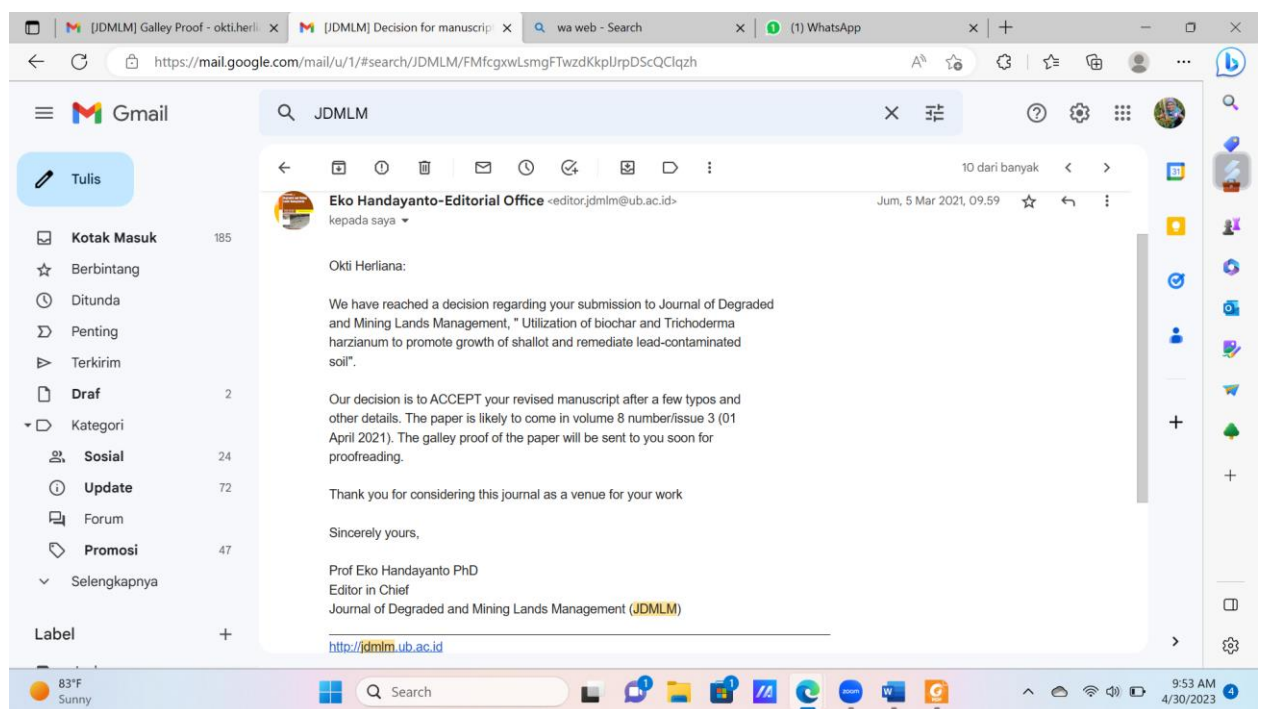 [JDMLM] Galley Proof - okti.herli
[JDMLM] Decision for manuscrip
wa web - Search
(1) WhatsApp
https://mail.google.com/mail/u/1/#search/JDMLM/FMfcgxwLsmgFTwzdKkpIJrpDScQClqzh
Gmail
JDMLM
Tulis
10 dari banyak
Kotak Masuk 185
Berbintang
Ditunda
Penting
Terkirim
Draf 2
Kategori
Sosial 24
Update 72
Forum
Promosi 47
Selengkapnya
Label
Eko Handayanto-Editorial Office <editor.jdmlm@ub.ac.id>
Jum, 5 Mar 2021, 09.59
kepada saya
Okti Herliana:
We have reached a decision regarding your submission to Journal of Degraded
and Mining Lands Management, " Utilization of biochar and Trichoderma
harzianum to promote growth of shallot and remediate lead-contaminated
soil".
Our decision is to ACCEPT your revised manuscript after a few typos and
other details. The paper is likely to come in volume 8 number/issue 3 (01
April 2021). The galley proof of the paper will be sent to you soon for
proofreading.
Thank you for considering this journal as a venue for your work
Sincerely yours,
Prof Eko Handayanto PhD
Editor in Chief
Journal of Degraded and Mining Lands Management (JDMLM)
http://jdmlm.ub.ac.id
31
83°F
Sunny
Search
zoom
9:53 AM
4/30/2023
4